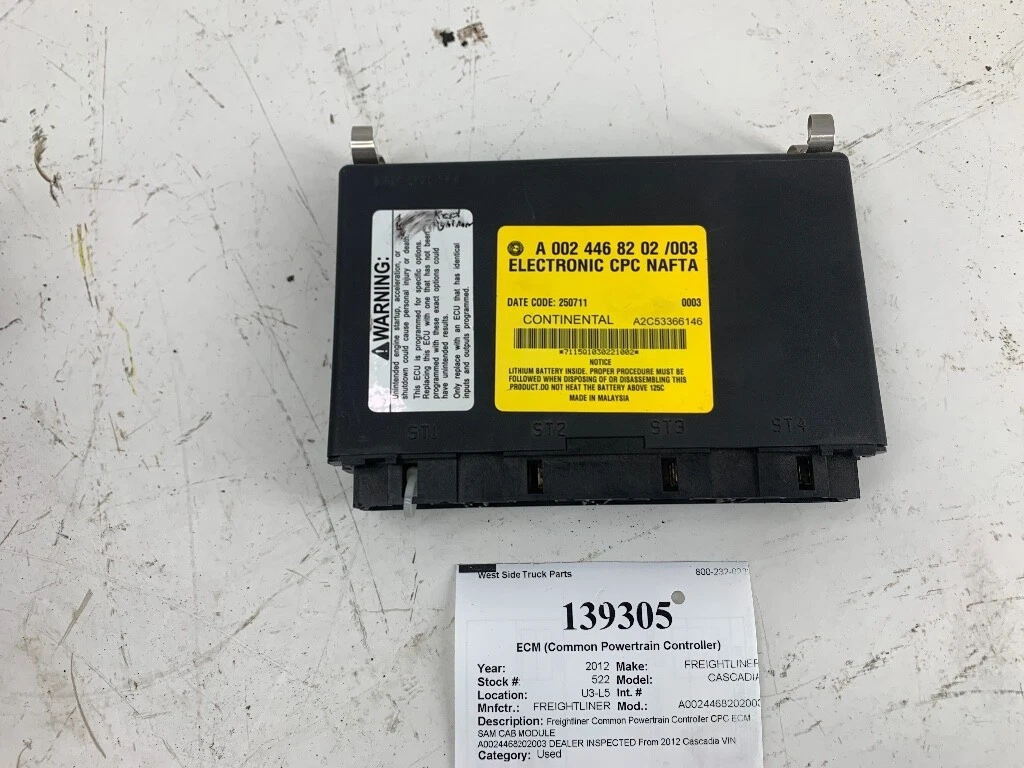 A 002 446 82 02 /003
ELECTRONIC CPC NAFTA
DATE CODE: 250711 0003
CONTINENTAL A2C53366146
*7115Q1030221002*
NOTICE
LITHIUM BATTERY INSIDE. PROPER PROCEDURE MUST BE
FOLLOWED WHEN DISPOSING OF OR DISASSEMBLING THIS
PRODUCT.DO NOT HEAT THE BATTERY ABOVE 125C
MADE IN MALAYSIA
WARNING:
Unintended engine startup, acceleration, or
shutdown could cause personal injury or death.
This ECU is programmed for specific options.
Replacing this ECU with one that has not been
programmed with these exact options could
have unintended results.
Only replace with an ECU that has identical
inputs and outputs programmed.
ST1 ST2 ST3 ST4
West Side Truck Parts 800-232-
139305
ECM (Common Powertrain Controller)
Year: 2012 Make: FREIGHTLINER
Stock #: 522 Model: CASCADIA
Location: U3-L5 Int. #
Mnfctr.: FREIGHTLINER Mod.: A0024468202003
Description: Freightliner Common Powertrain Controller CPC ECM
SAM CAB MODULE
A0024468202003 DEALER INSPECTED From 2012 Cascadia VIN
Category: Used